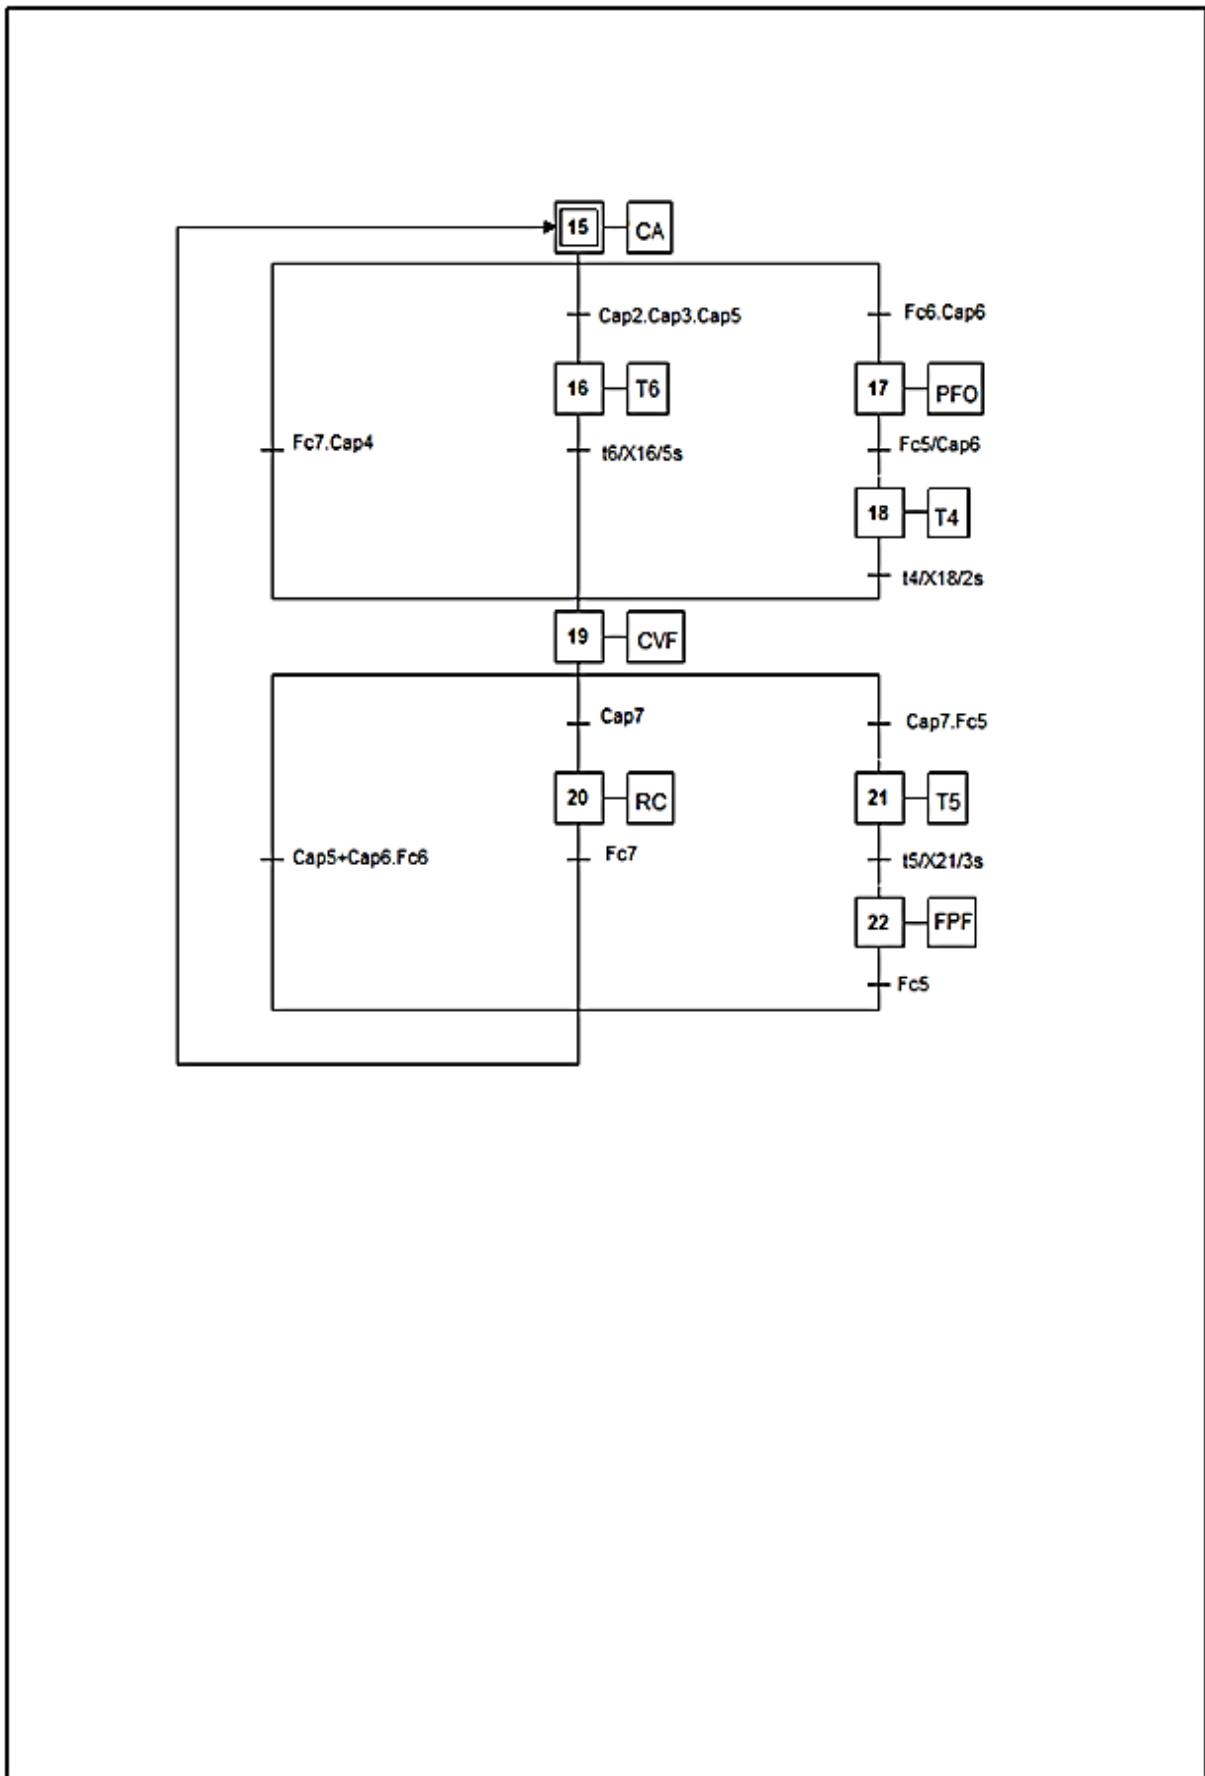 15 CA
Cap2.Cap3.Cap5 Fc6.Cap6
16 T6 17 PFO
Fc7.Cap4 t6/X16/5s Fc5/Cap6
18 T4
t4/X18/2s
19 CVF
Cap7 Cap7.Fc5
20 RC 21 T5
Cap5+Cap6.Fc6 Fc7 t5/X21/3s
22 FPF
Fc5